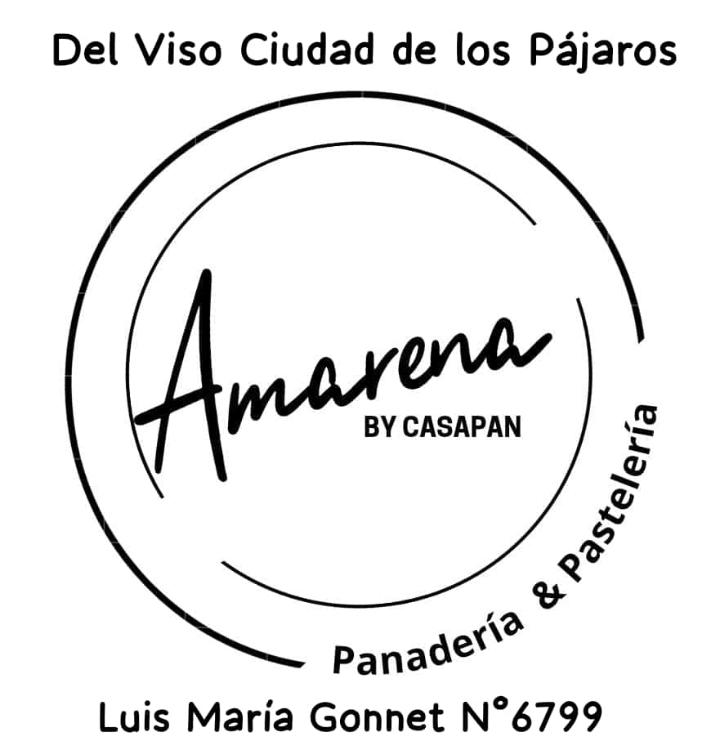 Del Viso Ciudad de los Pájaros
Amarena
BY CASAPAN
Panadería & Pastelería
Luis María Gonnet N°6799